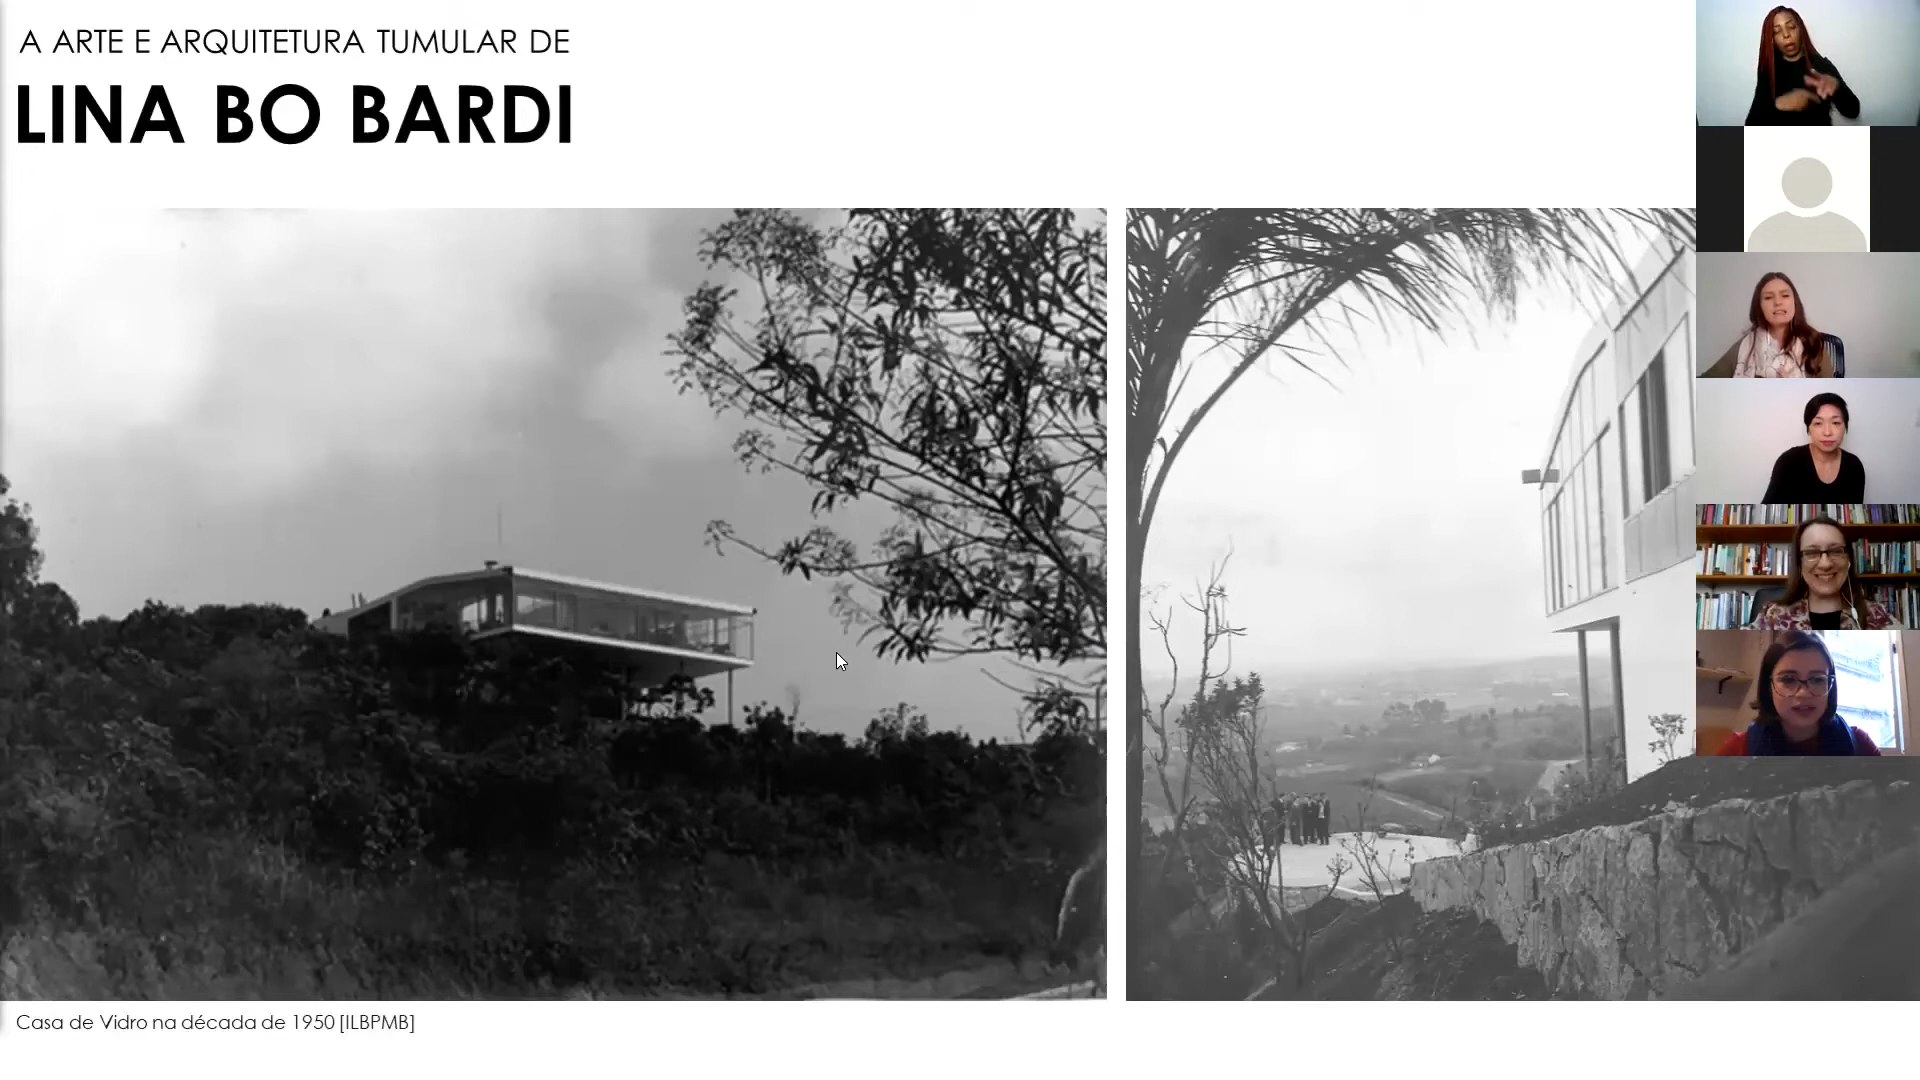 A ARTE E ARQUITETURA TUMULAR DE
LINA BO BARDI
Casa de Vidro na década de 1950 [ILBPMB]